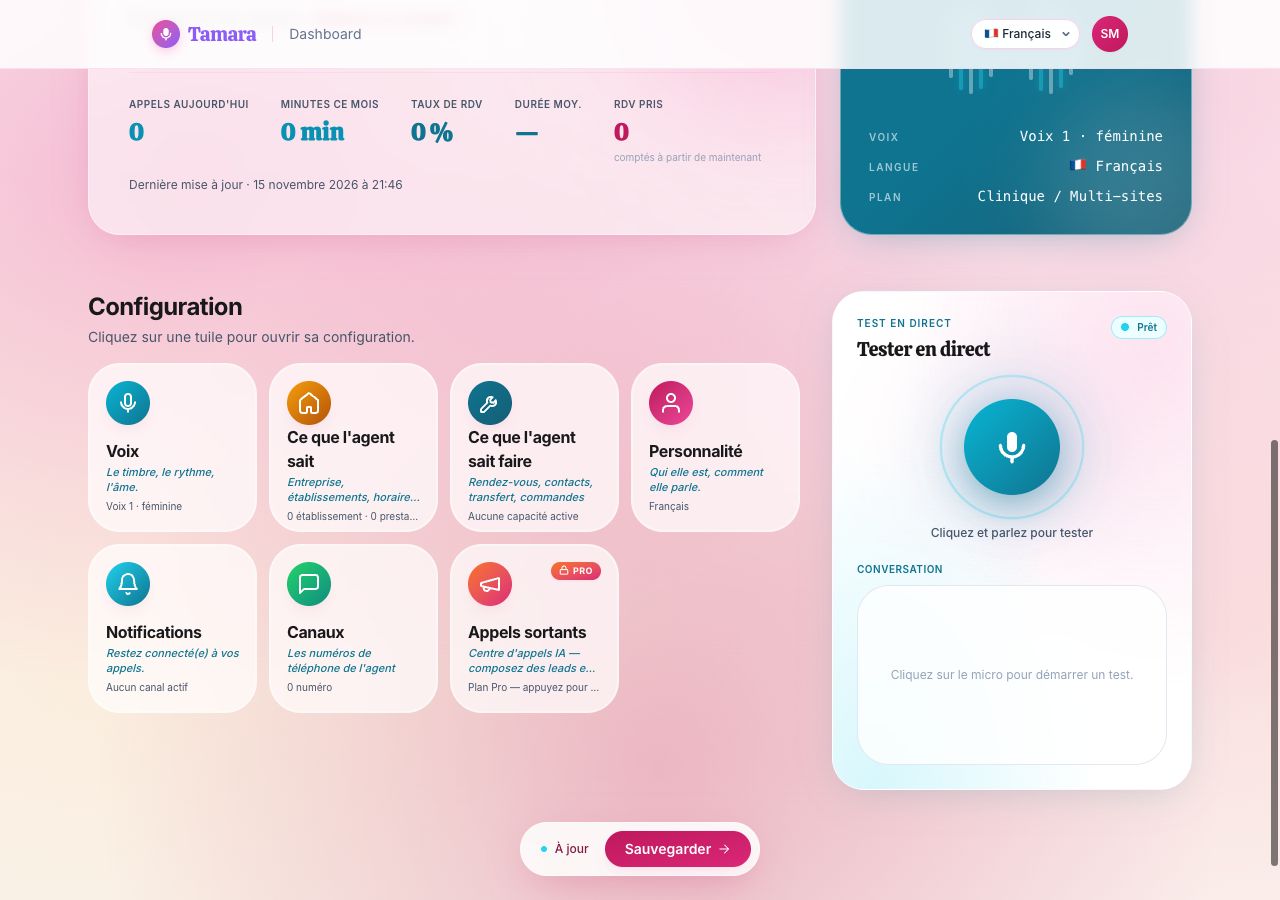 Tamara
Dashboard
🇫🇷 Français
SM
APPELS AUJOURD'HUI
0
MINUTES CE MOIS
0 min
TAUX DE RDV
0 %
DURÉE MOY.
—
RDV PRIS
0
comptés à partir de maintenant
Dernière mise à jour · 15 novembre 2026 à 21:46
VOIX Voix 1 · féminine
LANGUE 🇫🇷 Français
PLAN Clinique / Multi-sites
Configuration
Cliquez sur une tuile pour ouvrir sa configuration.
Voix
Le timbre, le rythme,
l'âme.
Voix 1 · féminine
Ce que l'agent
sait
Entreprise,
établissements, horaire…
0 établissement · 0 presta…
Ce que l'agent
sait faire
Rendez-vous, contacts,
transfert, commandes
Aucune capacité active
Personnalité
Qui elle est, comment
elle parle.
Français
Notifications
Restez connecté(e) à vos
appels.
Aucun canal actif
Canaux
Les numéros de
téléphone de l'agent
0 numéro
PRO
Appels sortants
Centre d'appels IA —
composez des leads e…
Plan Pro — appuyez pour …
TEST EN DIRECT
Prêt
Tester en direct
Cliquez et parlez pour tester
CONVERSATION
Cliquez sur le micro pour démarrer un test.
À jour
Sauvegarder →